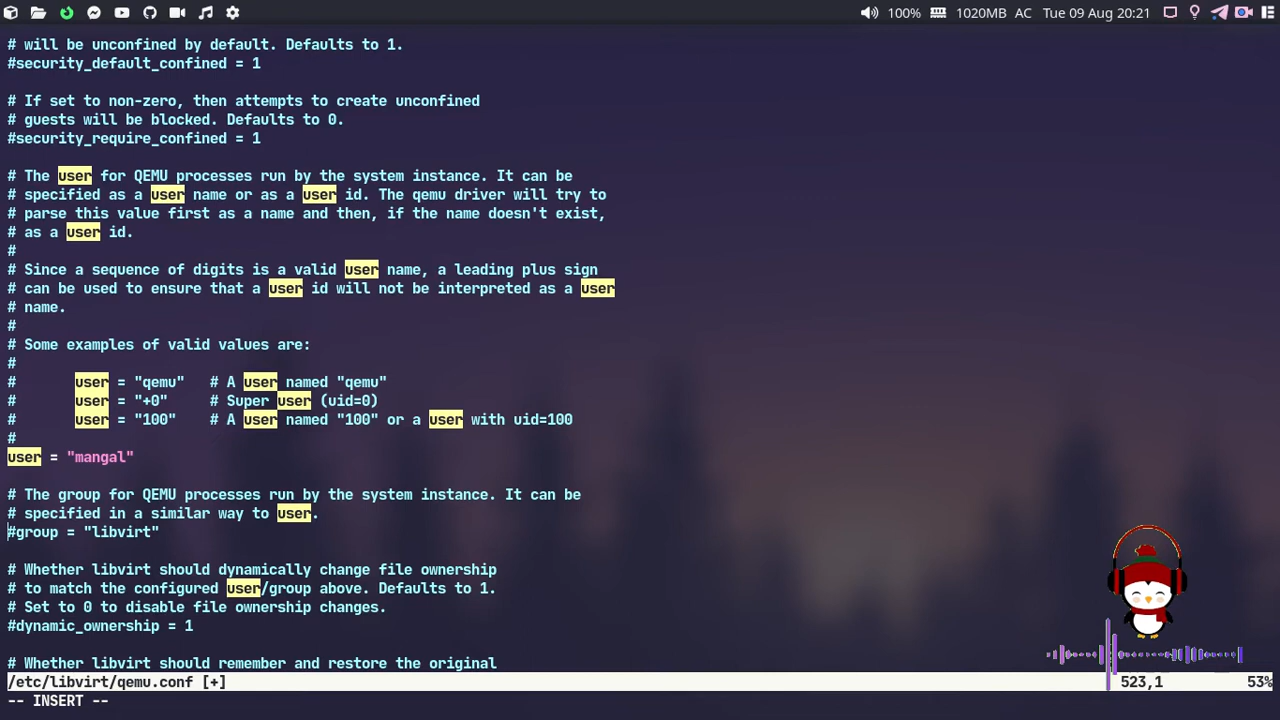 100% 1020MB AC Tue 09 Aug 20:21
# will be unconfined by default. Defaults to 1.
#security_default_confined = 1
# If set to non-zero, then attempts to create unconfined
# guests will be blocked. Defaults to 0.
#security_require_confined = 1
# The user for QEMU processes run by the system instance. It can be
# specified as a user name or as a user id. The qemu driver will try to
# parse this value first as a name and then, if the name doesn't exist,
# as a user id.
#
# Since a sequence of digits is a valid user name, a leading plus sign
# can be used to ensure that a user id will not be interpreted as a user
# name.
#
# Some examples of valid values are:
#
# user = "qemu" # A user named "qemu"
# user = "+0" # Super user (uid=0)
# user = "100" # A user named "100" or a user with uid=100
#
user = "mangal"
# The group for QEMU processes run by the system instance. It can be
# specified in a similar way to user.
#group = "libvirt"
# Whether libvirt should dynamically change file ownership
# to match the configured user/group above. Defaults to 1.
# Set to 0 to disable file ownership changes.
#dynamic_ownership = 1
# Whether libvirt should remember and restore the original
/etc/libvirt/qemu.conf [+] 523,1 53%
-- INSERT --